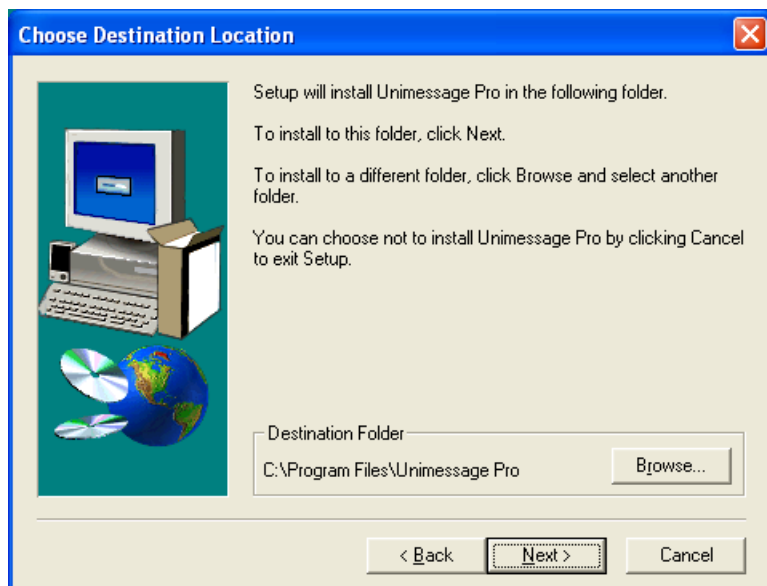 Choose Destination Location
Setup will install Unimessage Pro in the following folder.
To install to this folder, click Next.
To install to a different folder, click Browse and select another
folder.
You can choose not to install Unimessage Pro by clicking Cancel
to exit Setup.
Destination Folder
C:\Program Files\Unimessage Pro
Browse...
< Back
Next >
Cancel